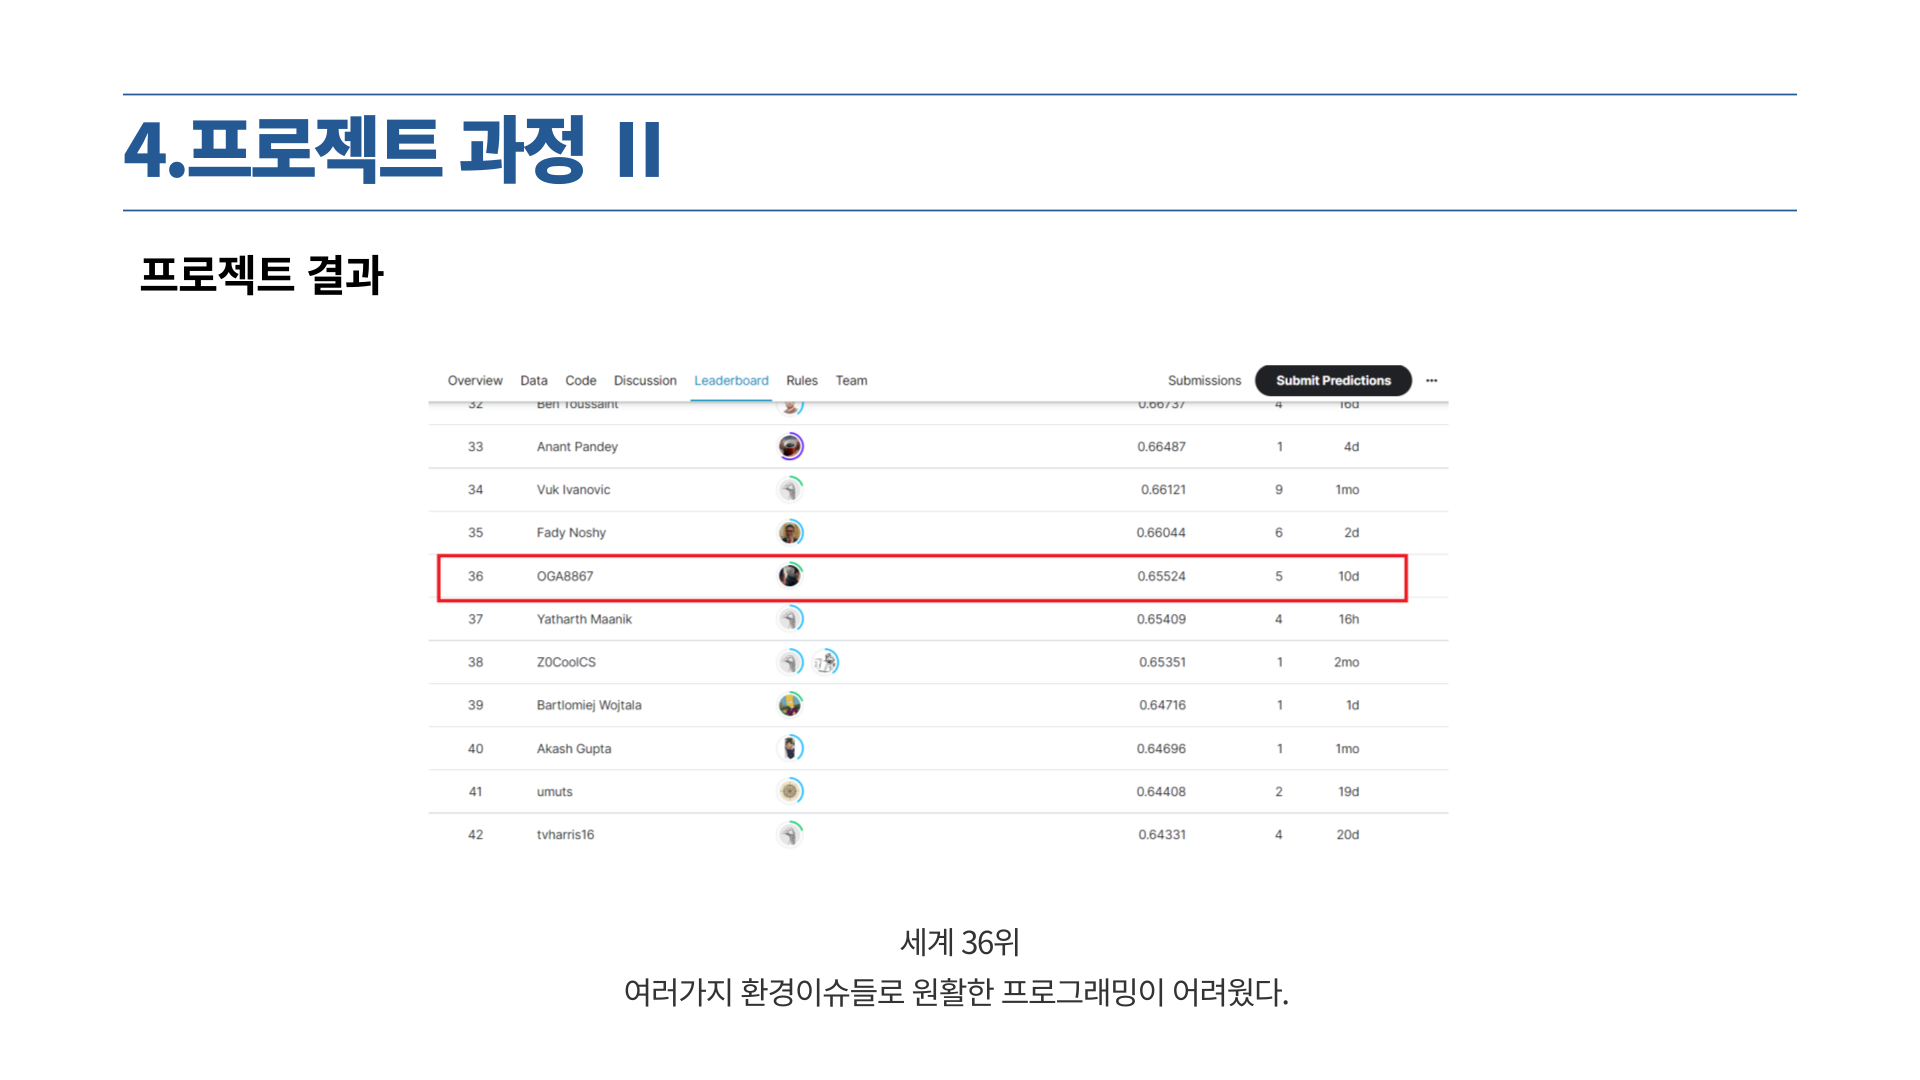 4.프로젝트 과정 Ⅱ
프로젝트 결과
Overview Data Code Discussion Leaderboard Rules Team Submissions Submit Predictions ···
32 Ben Toussaint 0.66737 4 16d
33 Anant Pandey 0.66487 1 4d
34 Vuk Ivanovic 0.66121 9 1mo
35 Fady Noshy 0.66044 6 2d
36 OGA8867 0.65524 5 10d
37 Yatharth Maanik 0.65409 4 16h
38 Z0CoolCS 0.65351 1 2mo
39 Bartlomiej Wojtala 0.64716 1 1d
40 Akash Gupta 0.64696 1 1mo
41 umuts 0.64408 2 19d
42 tvharris16 0.64331 4 20d
세계 36위
여러가지 환경이슈들로 원활한 프로그래밍이 어려웠다.